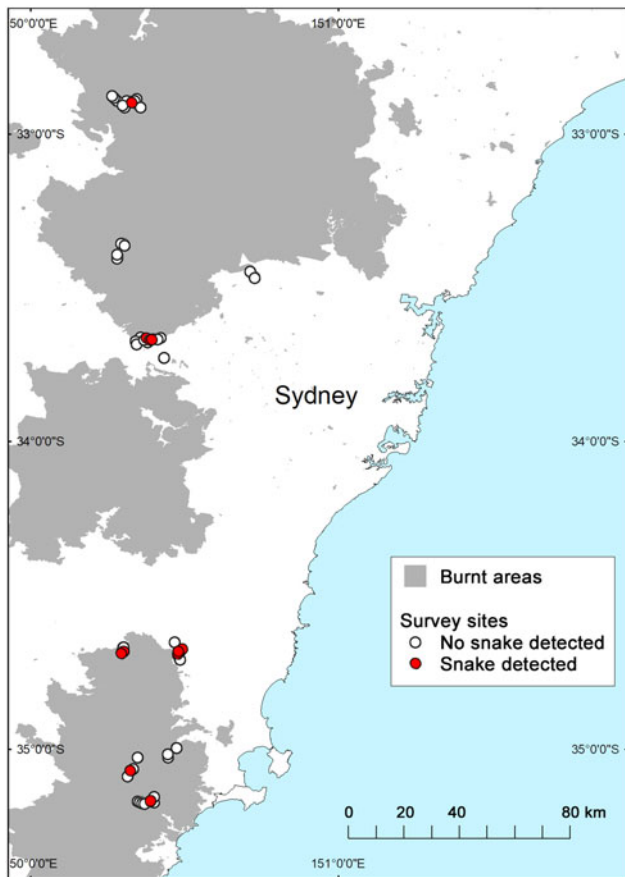 50°0'0"E 151°0'0"E
33°0'0"S 33°0'0"S
Sydney
34°0'0"S 34°0'0"S
Burnt areas
Survey sites
No snake detected
Snake detected
35°0'0"S 35°0'0"S
0 20 40 80 km
50°0'0"E 151°0'0"E